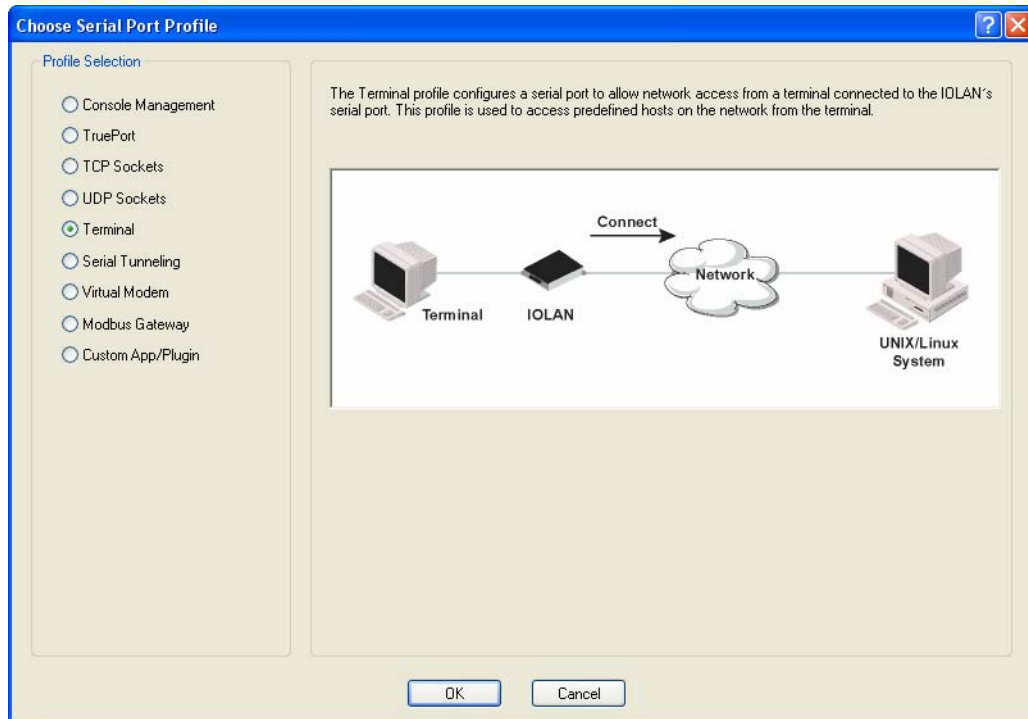 Choose Serial Port Profile
Profile Selection
Console Management
TruePort
TCP Sockets
UDP Sockets
Terminal
Serial Tunneling
Virtual Modem
Modbus Gateway
Custom App/Plugin
The Terminal profile configures a serial port to allow network access from a terminal connected to the IOLAN's
serial port. This profile is used to access predefined hosts on the network from the terminal.
Connect
Network
Terminal
IOLAN
UNIX/Linux
System
OK
Cancel